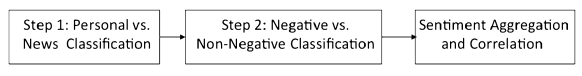 Step 1: Personal vs.
News Classification
Step 2: Negative vs.
Non-Negative Classification
Sentiment Aggregation
and Correlation